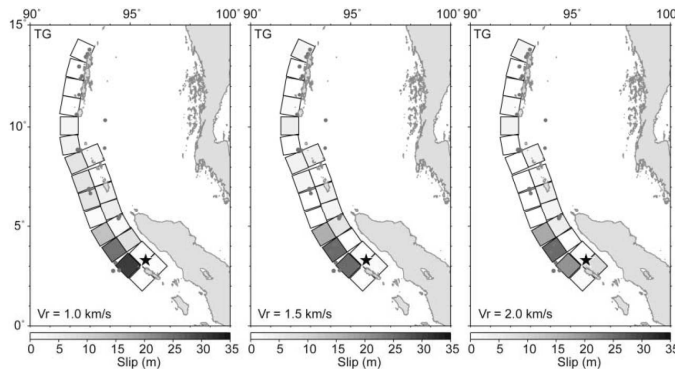 90° 95° 100° 90° 95° 100° 90° 95° 100°
TG TG TG
15°
10°
5°
0°
Vr = 1.0 km/s Vr = 1.5 km/s Vr = 2.0 km/s
0 5 10 15 20 25 30 35 0 5 10 15 20 25 30 35 0 5 10 15 20 25 30 35
Slip (m) Slip (m) Slip (m)